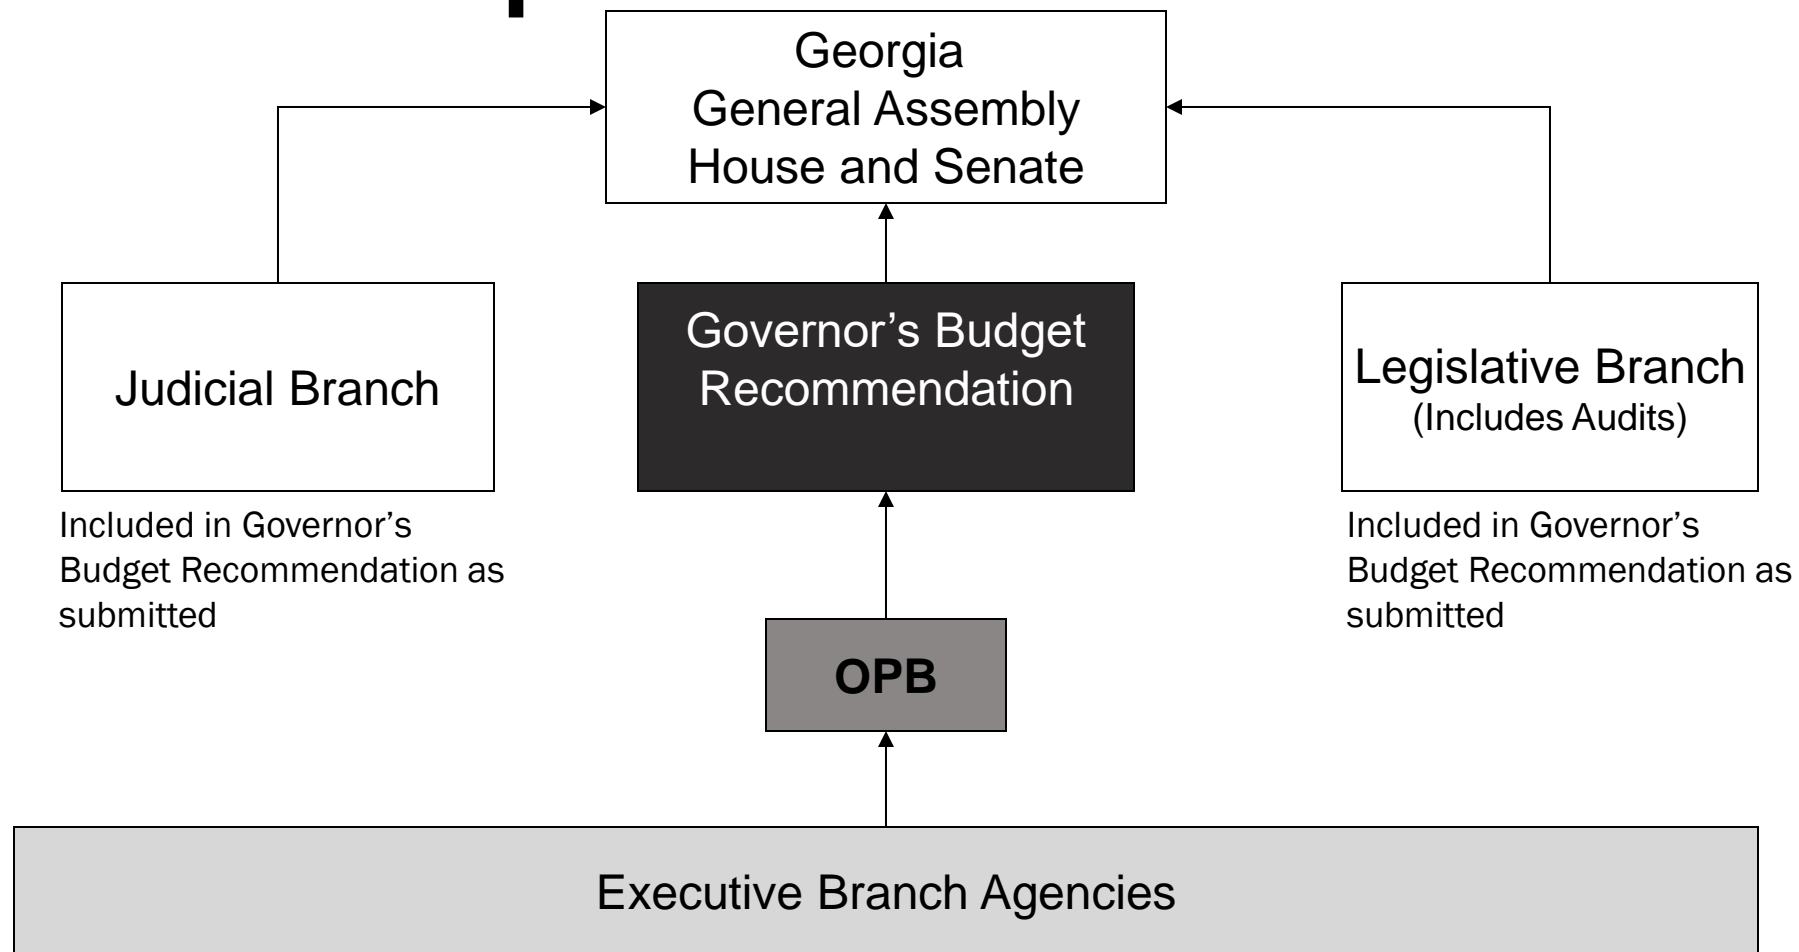 Georgia
General Assembly
House and Senate
Judicial Branch
Governor’s Budget
Recommendation
Legislative Branch
(Includes Audits)
Included in Governor’s
Budget Recommendation as
submitted
Included in Governor’s
Budget Recommendation as
submitted
OPB
Executive Branch Agencies